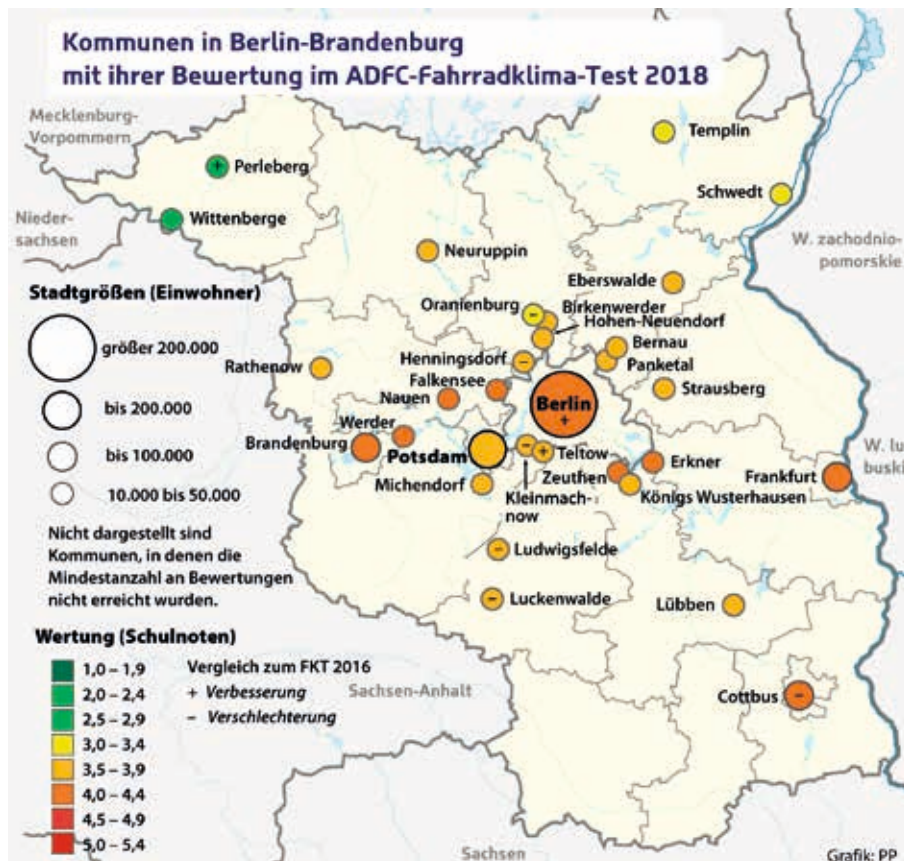 Kommunen in Berlin-Brandenburg
mit ihrer Bewertung im ADFC-Fahrradklima-Test 2018
Mecklenburg-
Vorpommern
Templin
Perleberg
+
Schwedt
Nieder-
sachsen
Wittenberge
W. zachodnio-
pomorskie
Neuruppin
Eberswalde
Stadtgrößen (Einwohner)
Oranienburg
–
Birkenwerder
Hohen-Neuendorf
größer 200.000
Bernau
Henningsdorf
–
Panketal
Rathenow
Falkensee
Strausberg
Nauen
Berlin
+
bis 200.000
Werder
Brandenburg
Potsdam
–
+
Teltow
W. lu
buski
bis 100.000
Zeuthen
Erkner
Frankfurt
Michendorf
Kleinmach-
now
Königs Wusterhausen
10.000 bis 50.000
Nicht dargestellt sind
Kommunen, in denen die
Mindestanzahl an Bewertungen
nicht erreicht wurden.
–
Ludwigsfelde
–
Luckenwalde
Lübben
Wertung (Schulnoten)
1,0 – 1,9
2,0 – 2,4
2,5 – 2,9
3,0 – 3,4
3,5 – 3,9
4,0 – 4,4
4,5 – 4,9
5,0 – 5,4
Vergleich zum FKT 2016
+ Verbesserung
– Verschlechterung
Sachsen-Anhalt
Cottbus
–
Sachsen
Grafik: PP